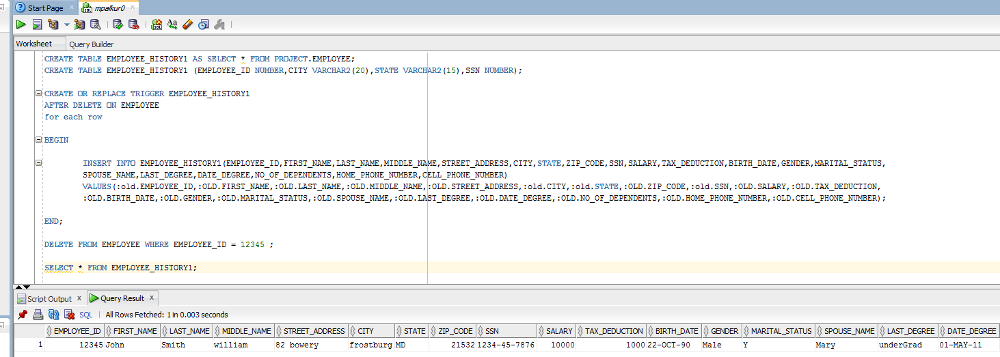 Start Page
mpalkur0
Worksheet
Query Builder
CREATE TABLE EMPLOYEE_HISTORY1 AS SELECT * FROM PROJECT.EMPLOYEE;
CREATE TABLE EMPLOYEE_HISTORY1 (EMPLOYEE_ID NUMBER,CITY VARCHAR2(20),STATE VARCHAR2(15),SSN NUMBER);
CREATE OR REPLACE TRIGGER EMPLOYEE_HISTORY1
AFTER DELETE ON EMPLOYEE
for each row
BEGIN
INSERT INTO EMPLOYEE_HISTORY1(EMPLOYEE_ID,FIRST_NAME,LAST_NAME,MIDDLE_NAME,STREET_ADDRESS,CITY,STATE,ZIP_CODE,SSN,SALARY,TAX_DEDUCTION,BIRTH_DATE,GENDER,MARITAL_STATUS,
SPOUSE_NAME,LAST_DEGREE,DATE_DEGREE,NO_OF_DEPENDENTS,HOME_PHONE_NUMBER,CELL_PHONE_NUMBER)
VALUES(:old.EMPLOYEE_ID,:OLD.FIRST_NAME,:OLD.LAST_NAME,:OLD.MIDDLE_NAME,:OLD.STREET_ADDRESS,:old.CITY,:old.STATE,:OLD.ZIP_CODE,:old.SSN,:OLD.SALARY,:OLD.TAX_DEDUCTION,
:OLD.BIRTH_DATE,:OLD.GENDER,:OLD.MARITAL_STATUS,:OLD.SPOUSE_NAME,:OLD.LAST_DEGREE,:OLD.DATE_DEGREE,:OLD.NO_OF_DEPENDENTS,:OLD.HOME_PHONE_NUMBER,:OLD.CELL_PHONE_NUMBER);
END;
DELETE FROM EMPLOYEE WHERE EMPLOYEE_ID = 12345 ;
SELECT * FROM EMPLOYEE_HISTORY1;
Script Output x Query Result x
SQL | All Rows Fetched: 1 in 0.003 seconds
EMPLOYEE_ID FIRST_NAME LAST_NAME MIDDLE_NAME STREET_ADDRESS CITY STATE ZIP_CODE SSN SALARY TAX_DEDUCTION BIRTH_DATE GENDER MARITAL_STATUS SPOUSE_NAME LAST_DEGREE DATE_DEGREE
1 12345 John Smith william 82 bowery frostburg MD 21532 1234-45-7876 10000 1000 22-OCT-90 Male Y Mary underGrad 01-MAY-11